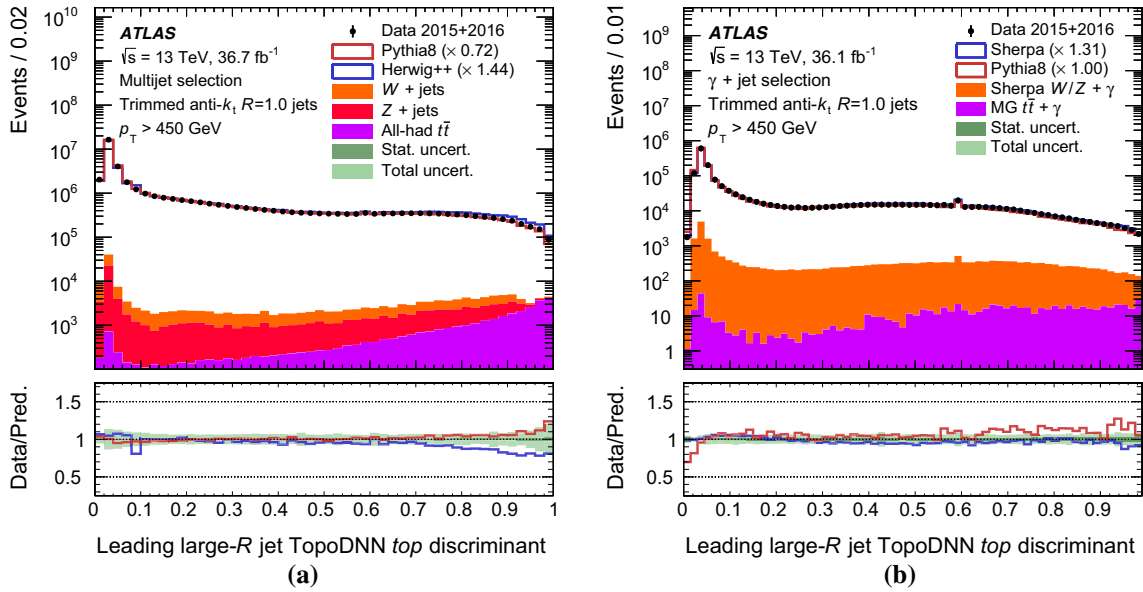 ATLAS
√s = 13 TeV, 36.7 fb⁻¹
Multijet selection
Trimmed anti-kₜ R=1.0 jets
p_T > 450 GeV
Data 2015+2016
Pythia8 (× 0.72)
Herwig++ (× 1.44)
W + jets
Z + jets
All-had tt̄
Stat. uncert.
Total uncert.
Events / 0.02
10¹⁰
10⁹
10⁸
10⁷
10⁶
10⁵
10⁴
10³
Data/Pred.
1.5
1
0.5
0 0.1 0.2 0.3 0.4 0.5 0.6 0.7 0.8 0.9 1
Leading large-R jet TopoDNN top discriminant
(a)
ATLAS
√s = 13 TeV, 36.1 fb⁻¹
γ + jet selection
Trimmed anti-kₜ R=1.0 jets
p_T > 450 GeV
Data 2015+2016
Sherpa (× 1.31)
Pythia8 (× 1.00)
Sherpa W/Z + γ
MG tt̄ + γ
Stat. uncert.
Total uncert.
Events / 0.01
10⁹
10⁸
10⁷
10⁶
10⁵
10⁴
10³
10²
10
1
Data/Pred.
1.5
1
0.5
0 0.1 0.2 0.3 0.4 0.5 0.6 0.7 0.8 0.9
Leading large-R jet TopoDNN top discriminant
(b)